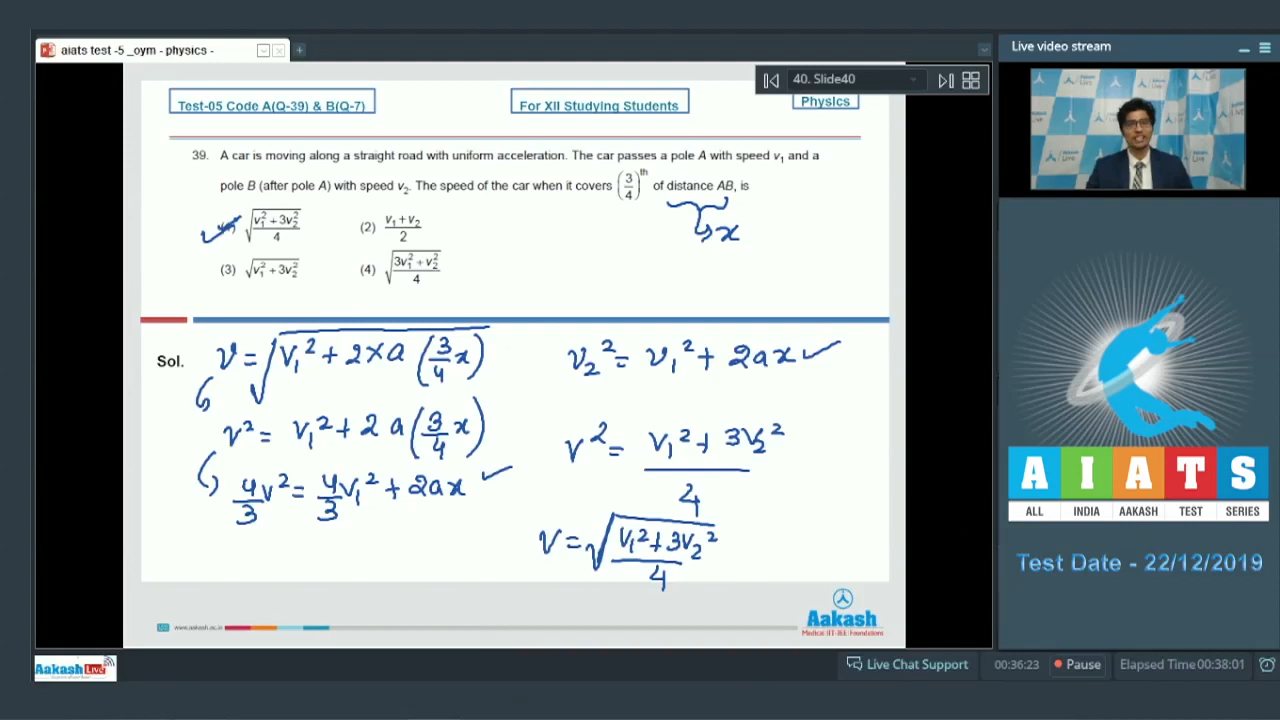 aiats test -5 _oym - physics -
Live video stream
40. Slide40
Test-05 Code A(Q-39) & B(Q-7)
For XII Studying Students
Physics
39. A car is moving along a straight road with uniform acceleration. The car passes a pole A with speed v₁ and a
pole B (after pole A) with speed v₂. The speed of the car when it covers (3/4)th of distance AB, is
√((v₁² + 3v₂²)/4)
(2) (v₁ + v₂)/2
x
(3) √(v₁² + 3v₂²)
(4) √((3v₁² + v₂²)/4)
Sol.
v = √(v₁² + 2×a(3/4 x))
v₂² = v₁² + 2ax
v² = v₁² + 2a(3/4 x)
v² = (v₁² + 3v₂²)/4
4/3 v² = 4/3 v₁² + 2ax
v = √((v₁² + 3v₂²)/4)
AIATS
ALL INDIA AAKASH TEST SERIES
Test Date - 22/12/2019
www.aakash.ac.in
Aakash
Medical|IIT-JEE|Foundations
Aakash Live
Live Chat Support
00:36:23
Pause
Elapsed Time 00:38:01